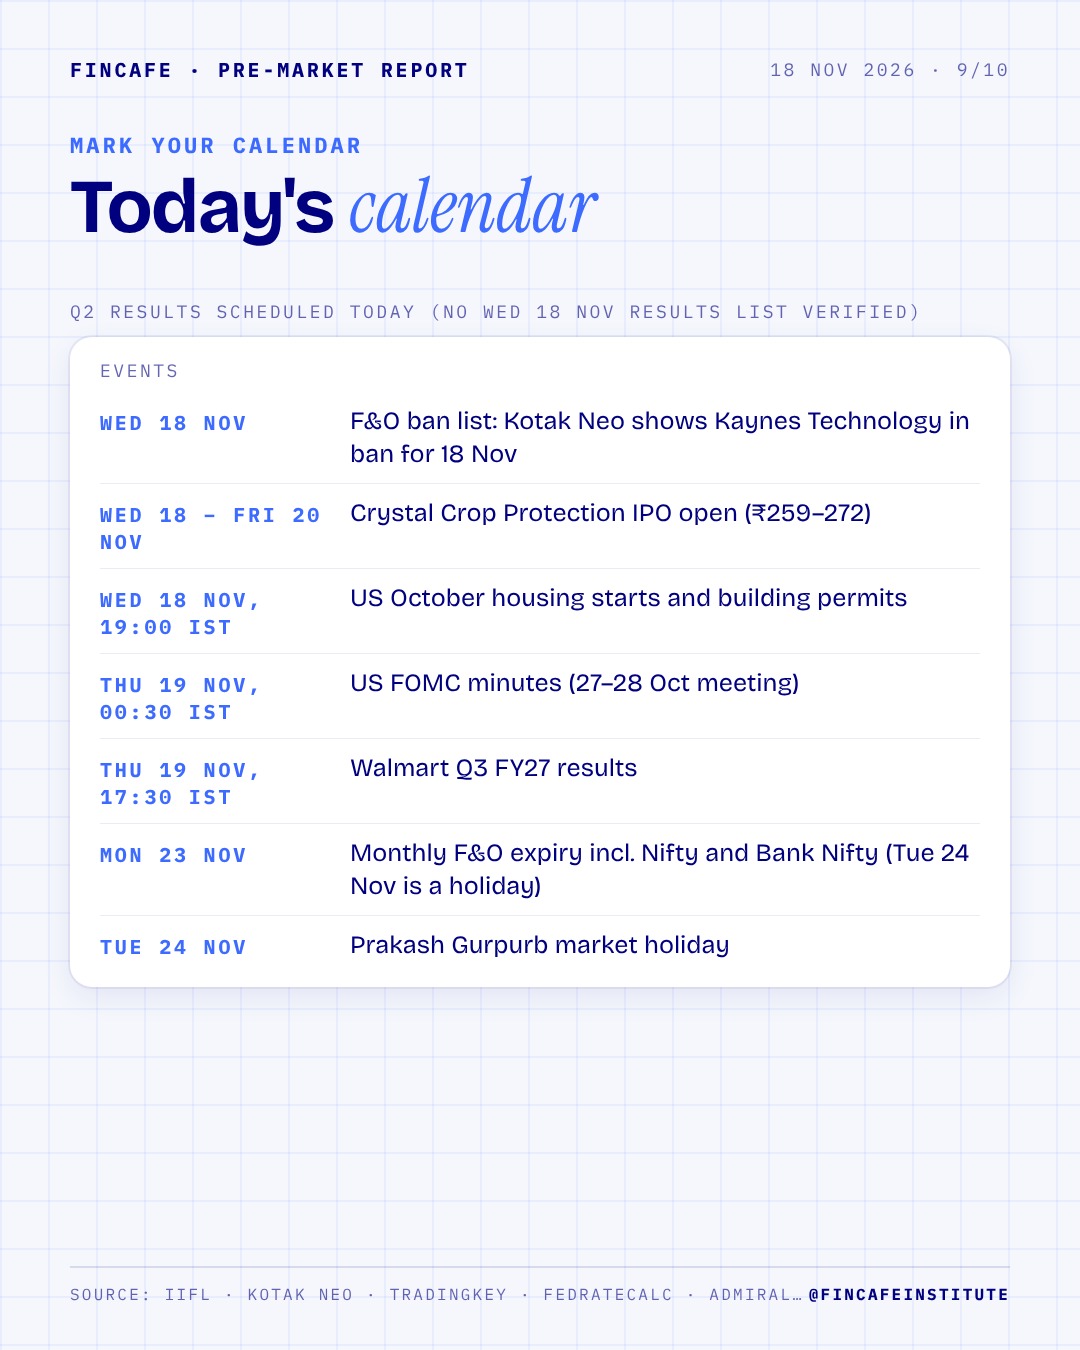 FINCAFE · PRE-MARKET REPORT
18 NOV 2026 · 9/10
MARK YOUR CALENDAR
Today's calendar
Q2 RESULTS SCHEDULED TODAY (NO WED 18 NOV RESULTS LIST VERIFIED)
EVENTS
WED 18 NOV
F&O ban list: Kotak Neo shows Kaynes Technology in
ban for 18 Nov
WED 18 – FRI 20
NOV
Crystal Crop Protection IPO open (₹259–272)
WED 18 NOV,
19:00 IST
US October housing starts and building permits
THU 19 NOV,
00:30 IST
US FOMC minutes (27–28 Oct meeting)
THU 19 NOV,
17:30 IST
Walmart Q3 FY27 results
MON 23 NOV
Monthly F&O expiry incl. Nifty and Bank Nifty (Tue 24
Nov is a holiday)
TUE 24 NOV
Prakash Gurpurb market holiday
SOURCE: IIFL · KOTAK NEO · TRADINGKEY · FEDRATECALC · ADMIRAL…
@FINCAFEINSTITUTE